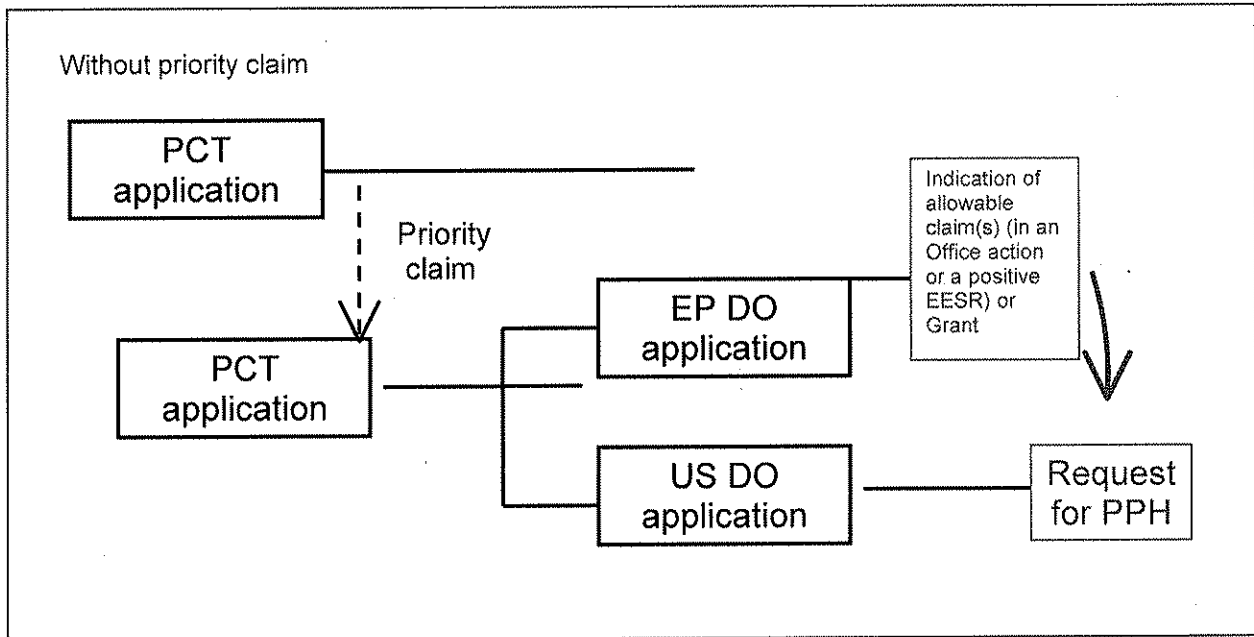 Without priority claim
PCT
application
Priority
claim
PCT
application
EP DO
application
Indication of
allowable
claim(s) (in an
Office action
or a positive
EESR) or
Grant
US DO
application
Request
for PPH